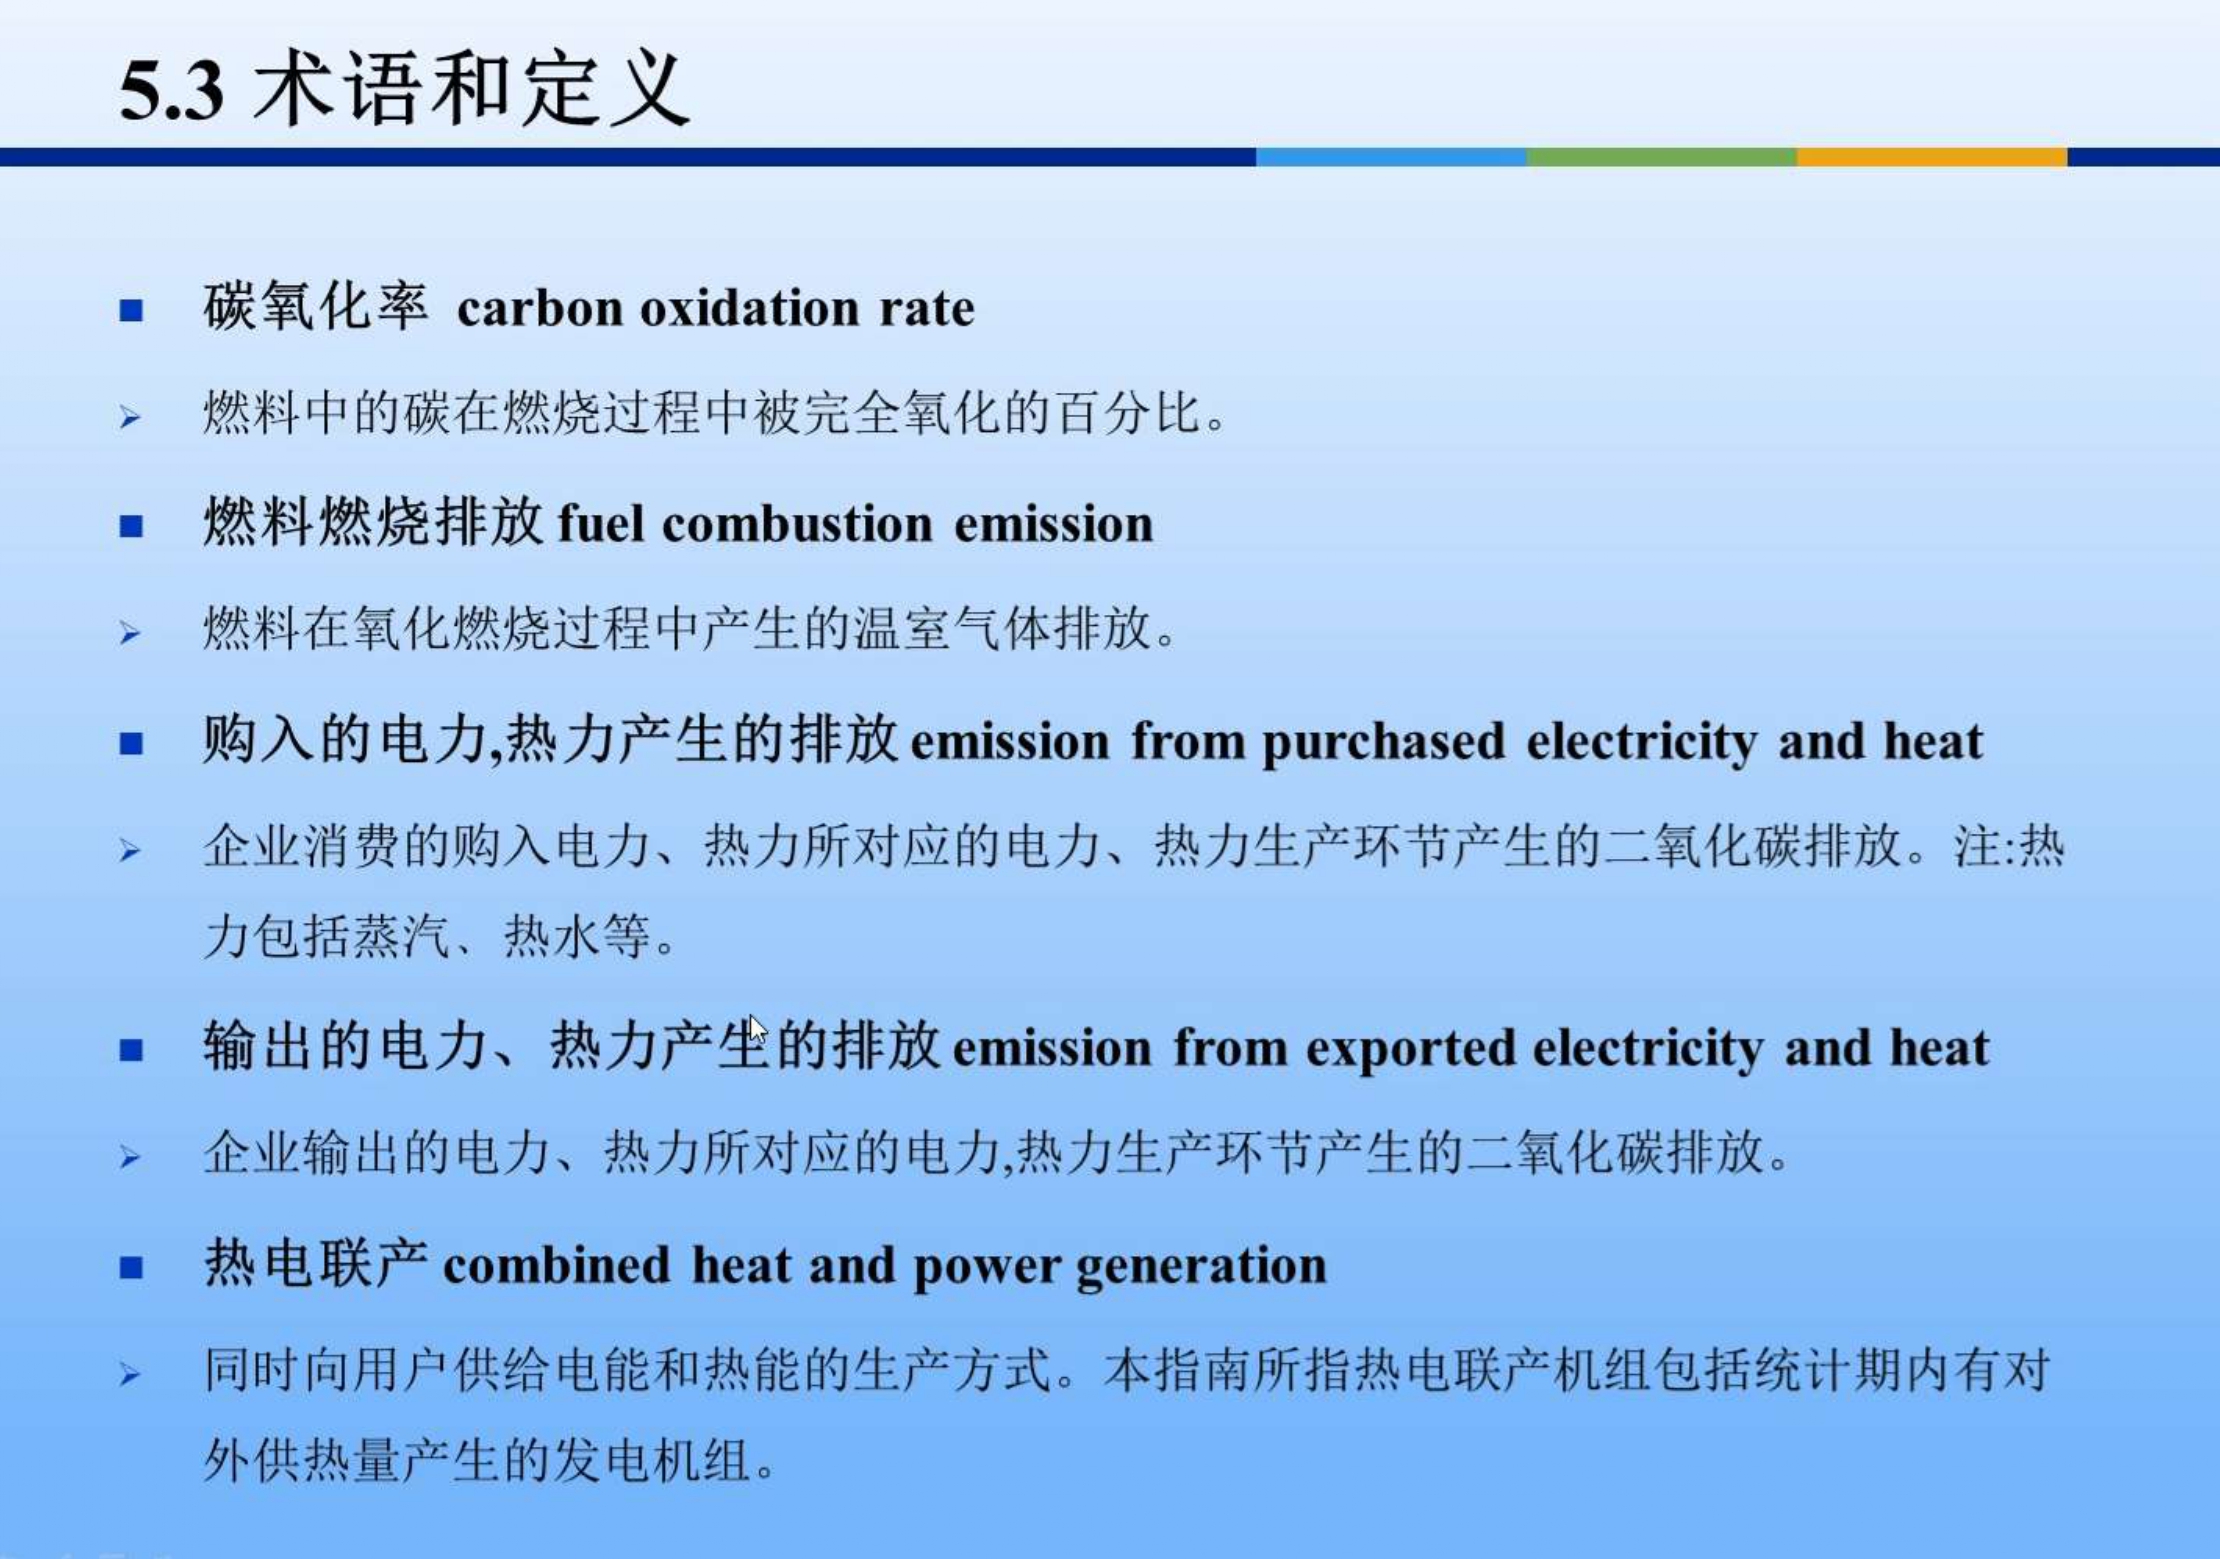 5.3 术语和定义
碳氧化率 carbon oxidation rate
燃料中的碳在燃烧过程中被完全氧化的百分比。
燃料燃烧排放 fuel combustion emission
燃料在氧化燃烧过程中产生的温室气体排放。
购入的电力,热力产生的排放 emission from purchased electricity and heat
企业消费的购入电力、热力所对应的电力、热力生产环节产生的二氧化碳排放。注:热
力包括蒸汽、热水等。
输出的电力、热力产生的排放 emission from exported electricity and heat
企业输出的电力、热力所对应的电力,热力生产环节产生的二氧化碳排放。
热电联产 combined heat and power generation
同时向用户供给电能和热能的生产方式。本指南所指热电联产机组包括统计期内有对
外供热量产生的发电机组。